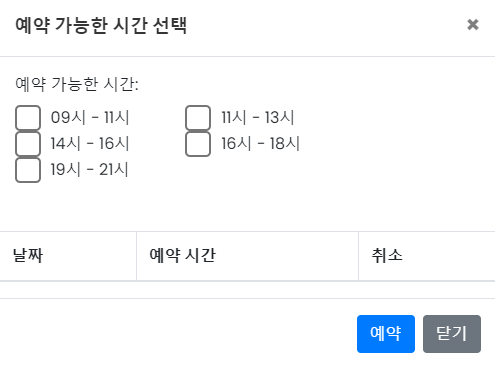 예약 가능한 시간 선택 ✖
예약 가능한 시간:
09시 - 11시 11시 - 13시
14시 - 16시 16시 - 18시
19시 - 21시
날짜 예약 시간 취소
예약 닫기